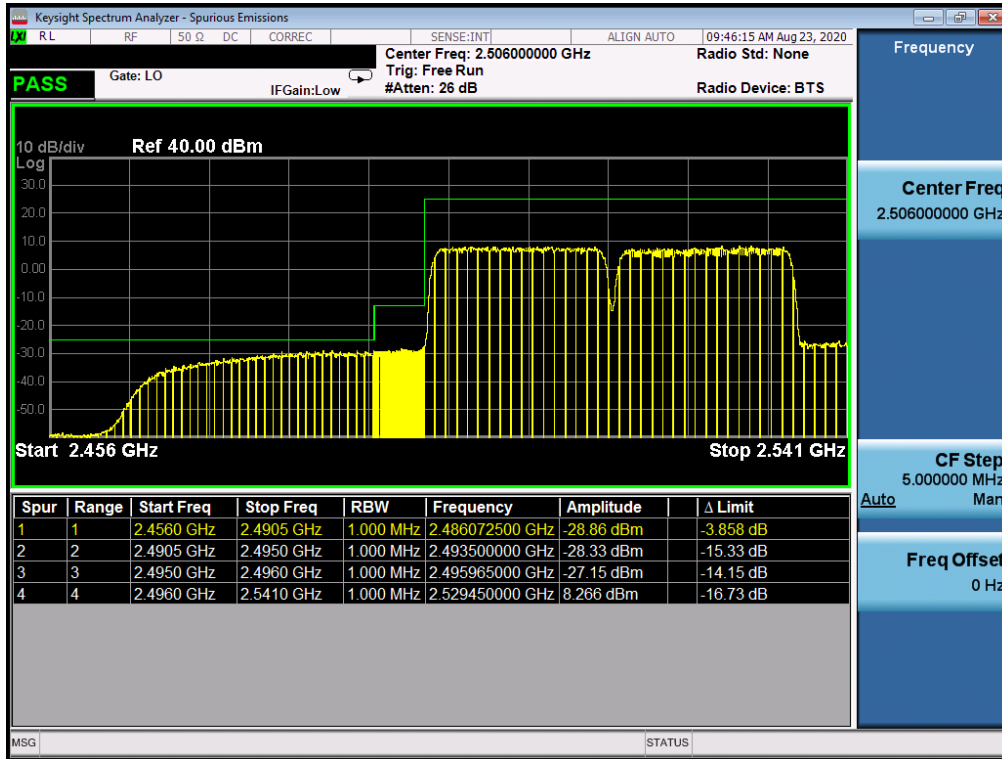 Keysight Spectrum Analyzer - Spurious Emissions
LXI RL RF 50 Ω DC CORREC SENSE:INT ALIGN AUTO 09:46:15 AM Aug 23, 2020
Center Freq: 2.506000000 GHz Radio Std: None
PASS Gate: LO IFGain:Low Trig: Free Run
#Atten: 26 dB Radio Device: BTS
Frequency
10 dB/div Ref 40.00 dBm
Log
30.0
20.0
10.0
0.00
-10.0
-20.0
-30.0
-40.0
-50.0
Start 2.456 GHz Stop 2.541 GHz
Center Freq
2.506000000 GHz
CF Step
5.000000 MHz
Auto Man
Freq Offset
0 Hz
Spur Range Start Freq Stop Freq RBW Frequency Amplitude Δ Limit
1 1 2.4560 GHz 2.4905 GHz 1.000 MHz 2.486072500 GHz -28.86 dBm -3.858 dB
2 2 2.4905 GHz 2.4950 GHz 1.000 MHz 2.493500000 GHz -28.33 dBm -15.33 dB
3 3 2.4950 GHz 2.4960 GHz 1.000 MHz 2.495965000 GHz -27.15 dBm -14.15 dB
4 4 2.4960 GHz 2.5410 GHz 1.000 MHz 2.529450000 GHz 8.266 dBm -16.73 dB
MSG STATUS